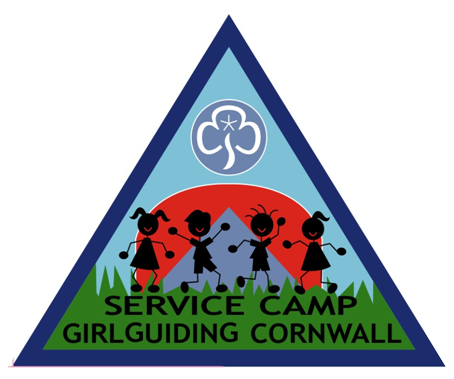 SERVICE CAMP
GIRLGUIDING CORNWALL